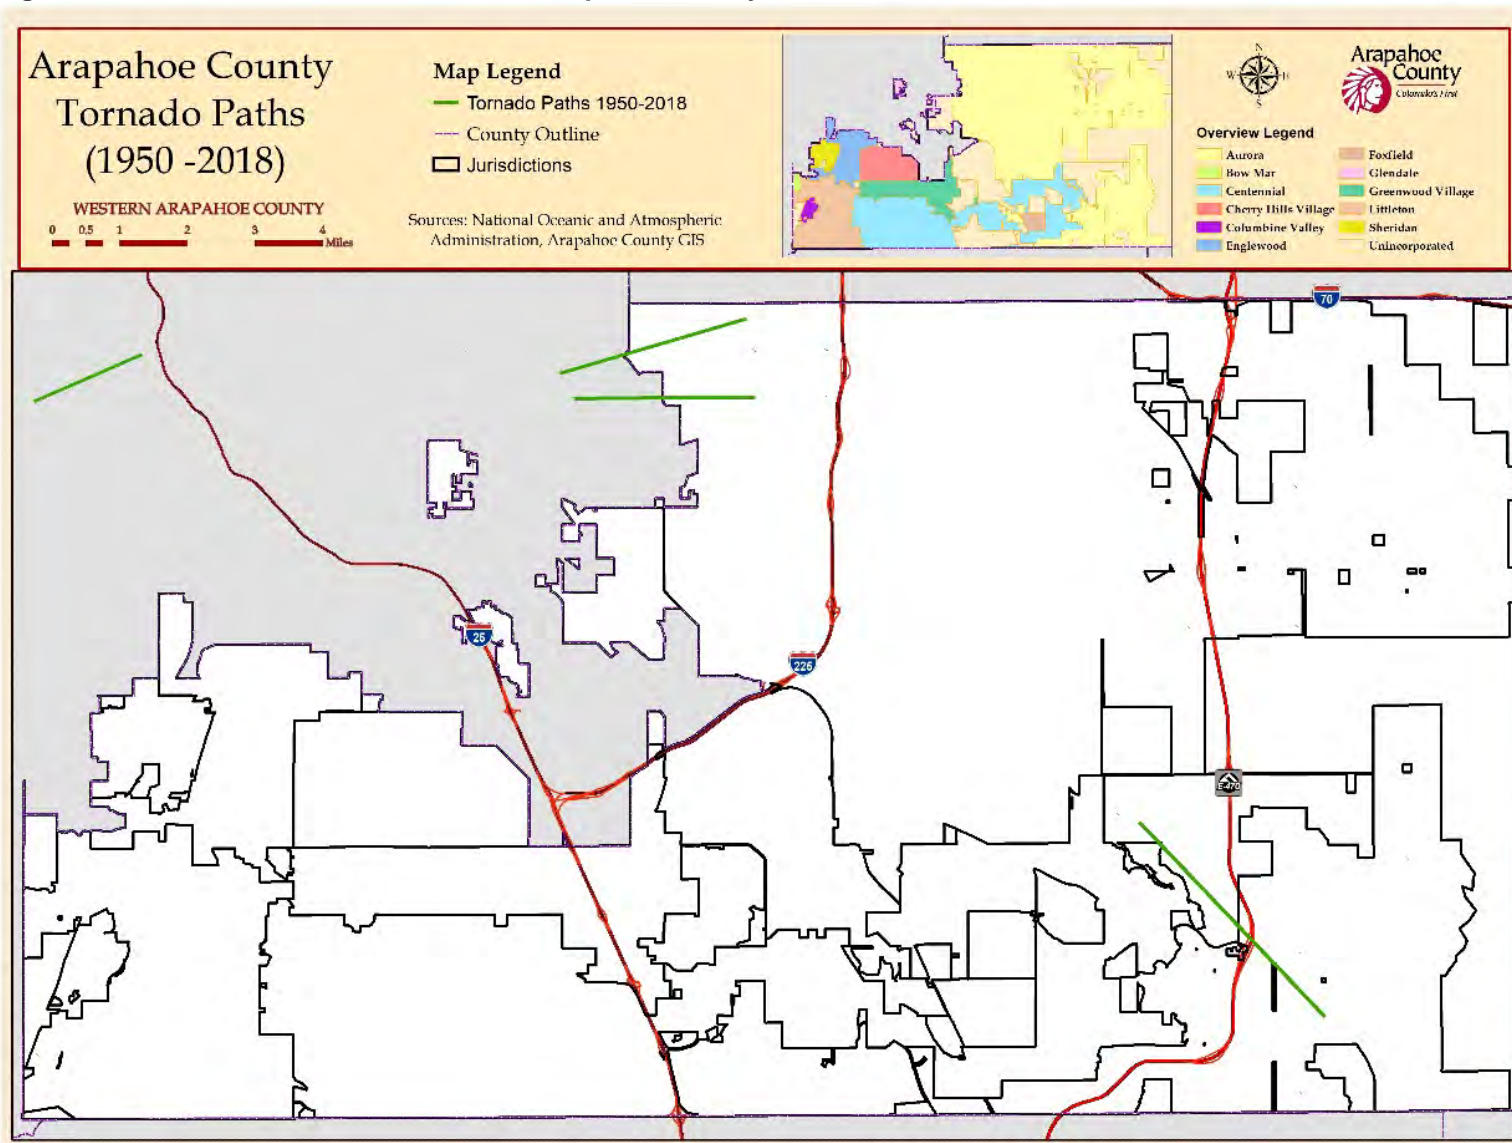 Arapahoe County
Tornado Paths
(1950 -2018)
WESTERN ARAPAHOE COUNTY
0 0.5 1 2 3 4
Miles
Map Legend
Tornado Paths 1950-2018
County Outline
Jurisdictions
Sources: National Oceanic and Atmospheric
Administration, Arapahoe County GIS
N
W E
S
Arapahoe
County
Colorado's First
Overview Legend
Aurora
Bow Mar
Centennial
Cherry Hills Village
Columbine Valley
Englewood
Foxfield
Glendale
Greenwood Village
Littleton
Sheridan
Unincorporated
70
25
225
E-470